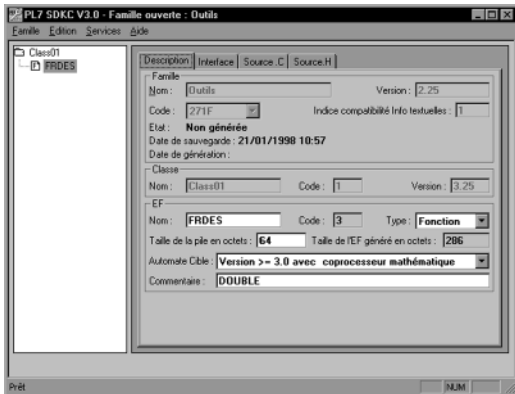 PL7 SDKC V3.0 - Famille ouverte : Outils
Famille Edition Services Aide
Class01
FRDES
Description Interface Source .C Source.H
Famille
Nom : Outils Version : 2.25
Code : 271F Indice compatibilité Info textuelles : 1
Etat : Non générée
Date de sauvegarde : 21/01/1998 10:57
Date de génération :
Classe
Nom : Class01 Code : 1 Version : 3.25
EF
Nom : FRDES Code : 3 Type : Fonction
Taille de la pile en octets : 64 Taille de l'EF généré en octets : 286
Automate Cible : Version >= 3.0 avec coprocesseur mathématique
Commentaire : DOUBLE
Prêt NUM